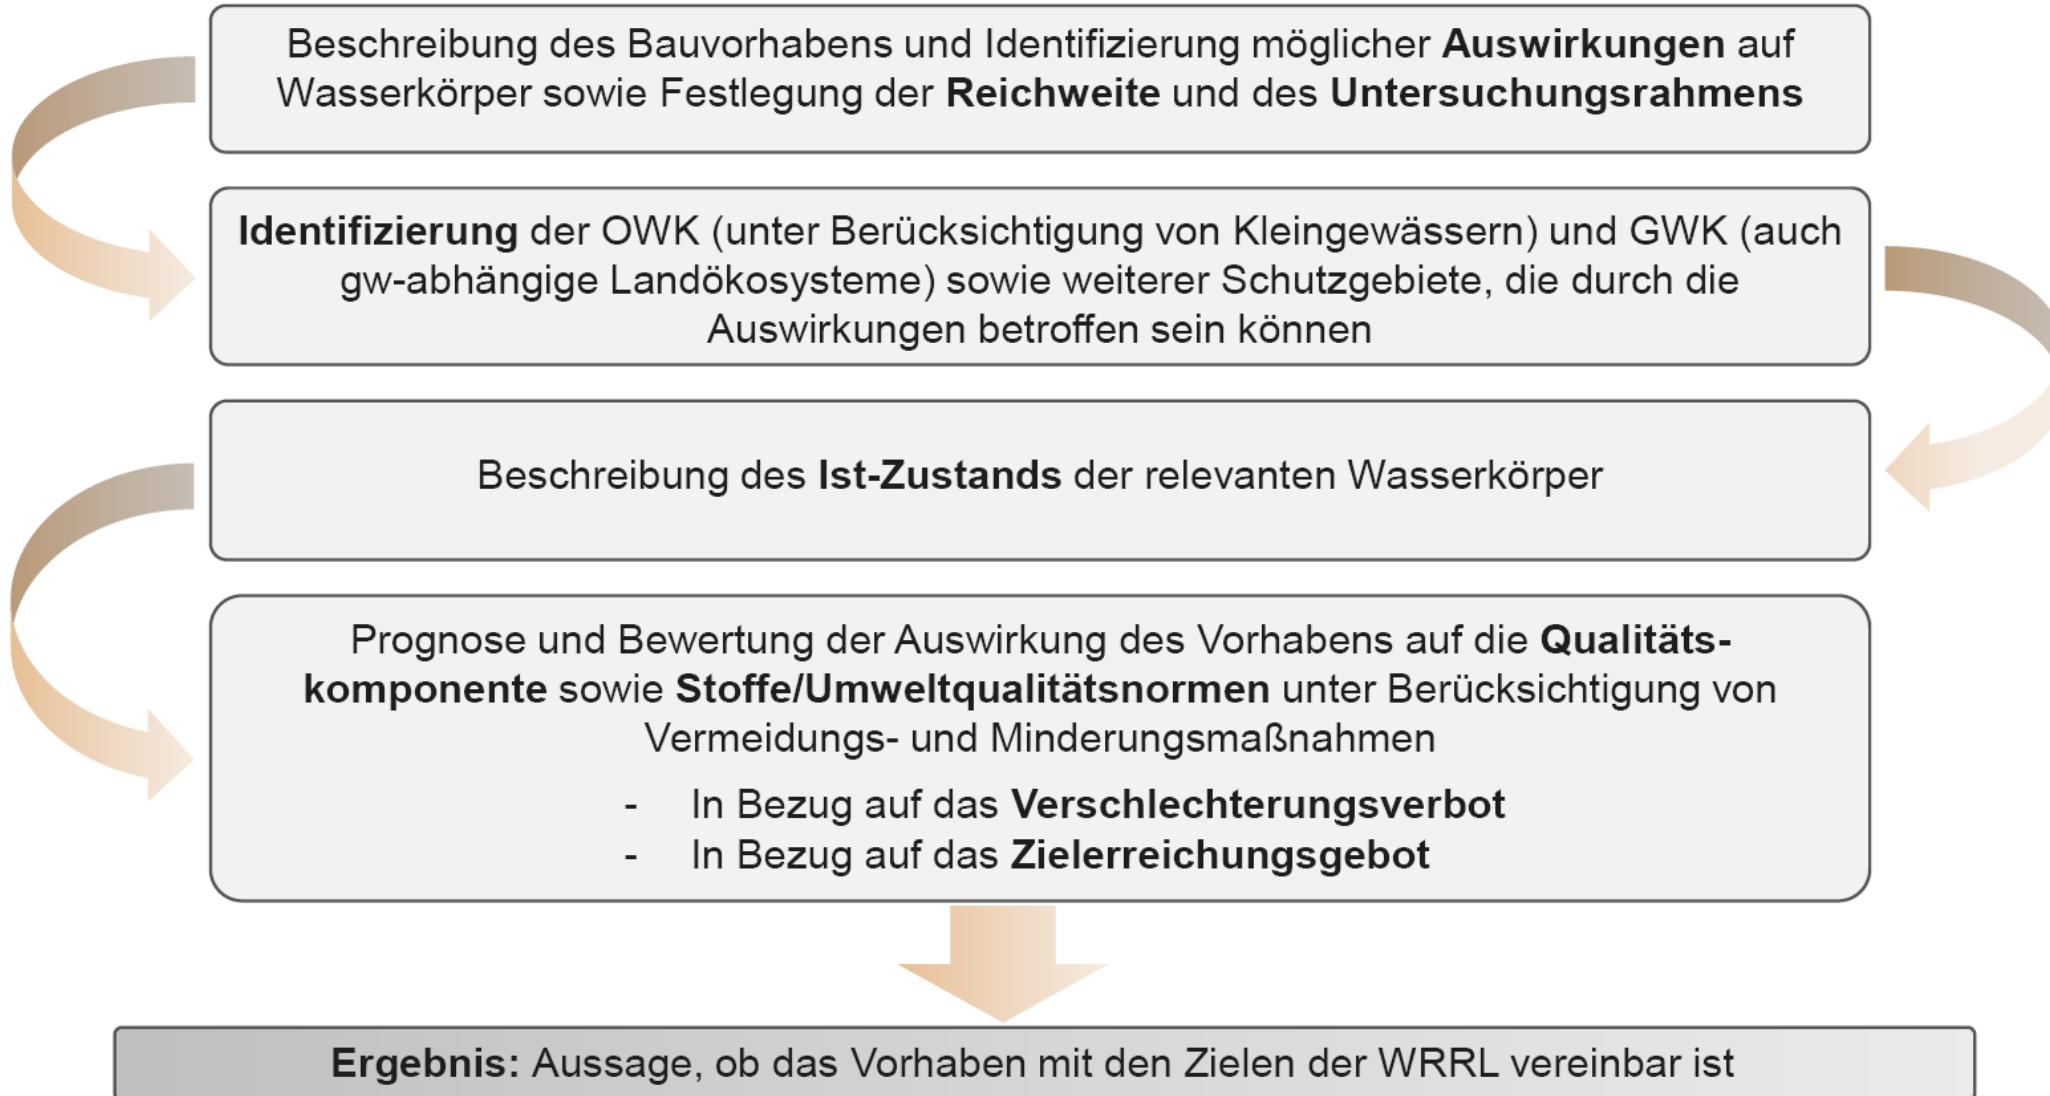 Beschreibung des Bauvorhabens und Identifizierung möglicher Auswirkungen auf
Wasserkörper sowie Festlegung der Reichweite und des Untersuchungsrahmens
Identifizierung der OWK (unter Berücksichtigung von Kleingewässern) und GWK (auch
gw-abhängige Landökosysteme) sowie weiterer Schutzgebiete, die durch die
Auswirkungen betroffen sein können
Beschreibung des Ist-Zustands der relevanten Wasserkörper
Prognose und Bewertung der Auswirkung des Vorhabens auf die Qualitäts-
komponente sowie Stoffe/Umweltqualitätsnormen unter Berücksichtigung von
Vermeidungs- und Minderungsmaßnahmen
- In Bezug auf das Verschlechterungsverbot
- In Bezug auf das Zielerreichungsgebot
Ergebnis: Aussage, ob das Vorhaben mit den Zielen der WRRL vereinbar ist